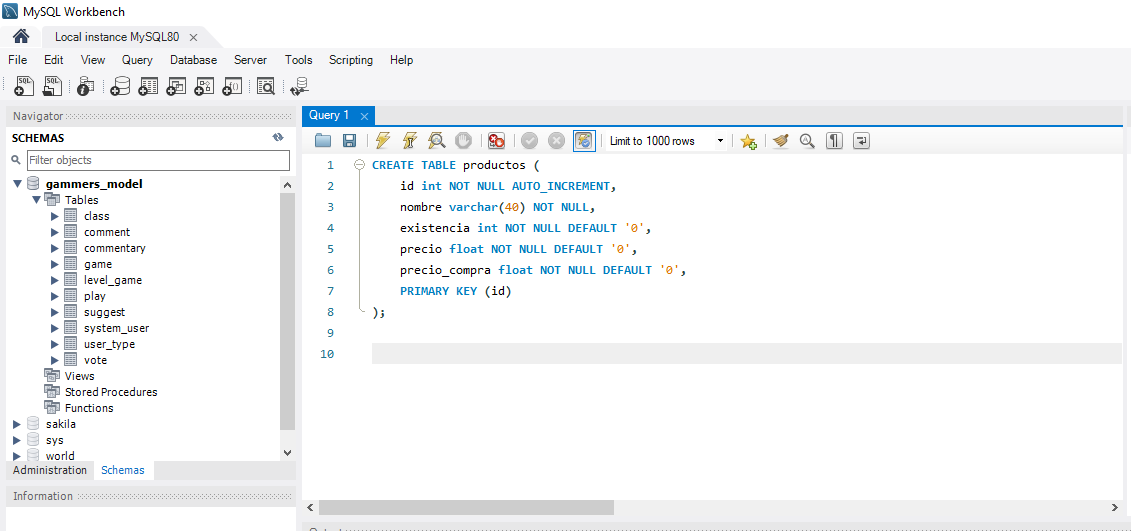 MySQL Workbench
Local instance MySQL80
File Edit View Query Database Server Tools Scripting Help
Navigator
SCHEMAS
Filter objects
gammers_model
Tables
class
comment
commentary
game
level_game
play
suggest
system_user
user_type
vote
Views
Stored Procedures
Functions
sakila
sys
world
Administration Schemas
Information
Query 1
Limit to 1000 rows
1 CREATE TABLE productos (
2 id int NOT NULL AUTO_INCREMENT,
3 nombre varchar(40) NOT NULL,
4 existencia int NOT NULL DEFAULT '0',
5 precio float NOT NULL DEFAULT '0',
6 precio_compra float NOT NULL DEFAULT '0',
7 PRIMARY KEY (id)
8 );
9
10